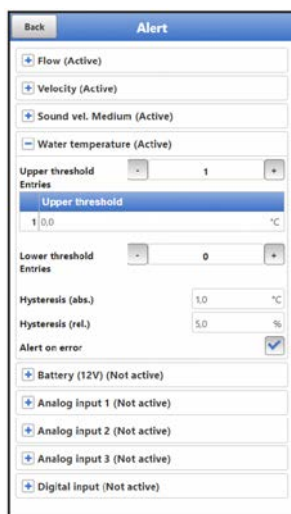 Back
Alert
+ Flow (Active)
+ Velocity (Active)
+ Sound vel. Medium (Active)
− Water temperature (Active)
Upper threshold Entries - 1 +
Upper threshold
1 0,0 °C
Lower threshold Entries - 0 +
Hysteresis (abs.) 1,0 °C
Hysteresis (rel.) 5,0 %
Alert on error
+ Battery (12V) (Not active)
+ Analog input 1 (Not active)
+ Analog input 2 (Not active)
+ Analog input 3 (Not active)
+ Digital input (Not active)